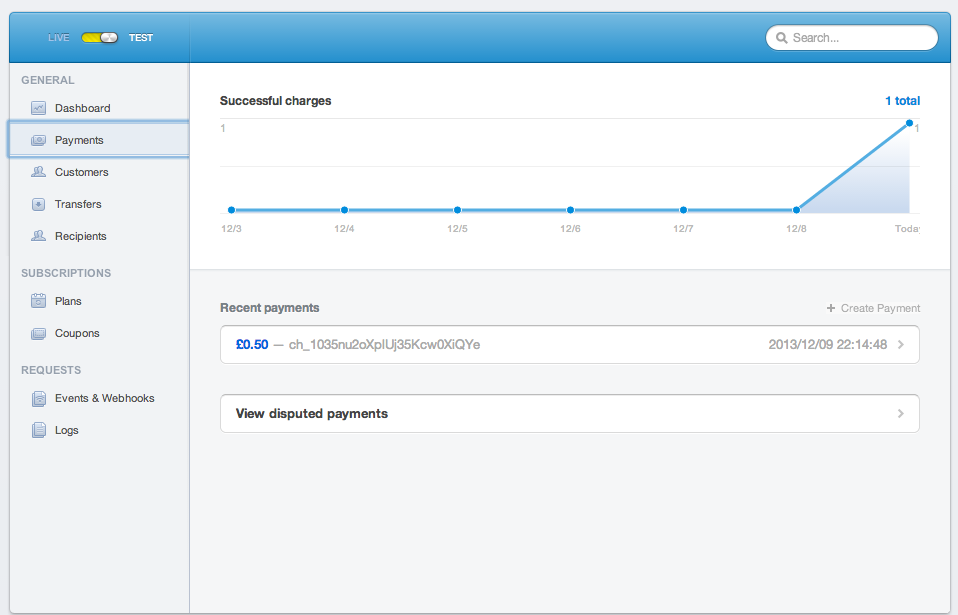 LIVE TEST Search...
GENERAL
Dashboard
Payments
Customers
Transfers
Recipients
SUBSCRIPTIONS
Plans
Coupons
REQUESTS
Events & Webhooks
Logs
Successful charges 1 total
1 1
12/3 12/4 12/5 12/6 12/7 12/8 Today
Recent payments + Create Payment
£0.50 — ch_1035nu2oXplUj35Kcw0XiQYe 2013/12/09 22:14:48
View disputed payments